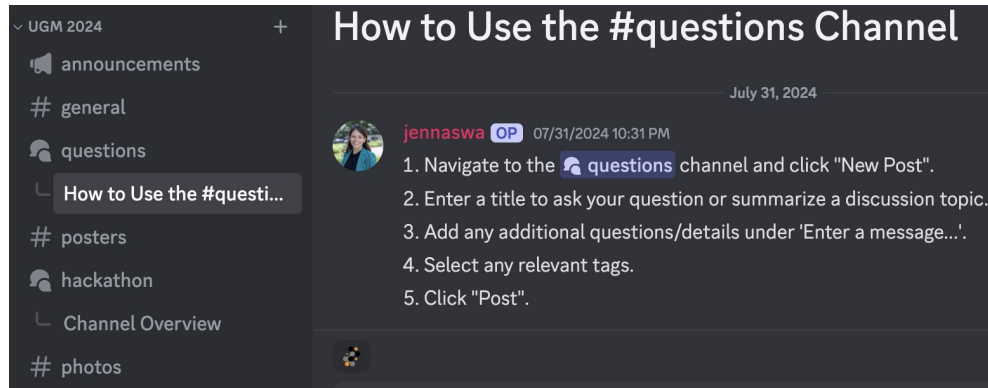 UGM 2024
announcements
# general
questions
How to Use the #questi...
# posters
hackathon
Channel Overview
# photos
How to Use the #questions Channel
July 31, 2024
jennaswa OP 07/31/2024 10:31 PM
1. Navigate to the questions channel and click "New Post".
2. Enter a title to ask your question or summarize a discussion topic.
3. Add any additional questions/details under 'Enter a message...'.
4. Select any relevant tags.
5. Click "Post".